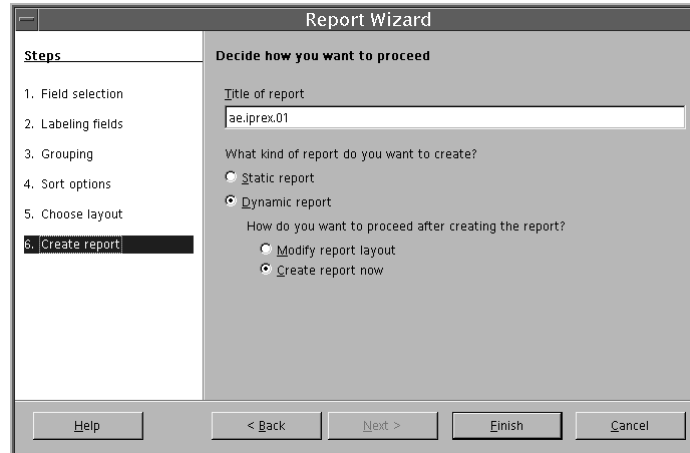 Report Wizard
Steps
1. Field selection
2. Labeling fields
3. Grouping
4. Sort options
5. Choose layout
6. Create report
Decide how you want to proceed
Title of report
ae.iprex.01
What kind of report do you want to create?
Static report
Dynamic report
How do you want to proceed after creating the report?
Modify report layout
Create report now
Help
< Back
Next >
Finish
Cancel